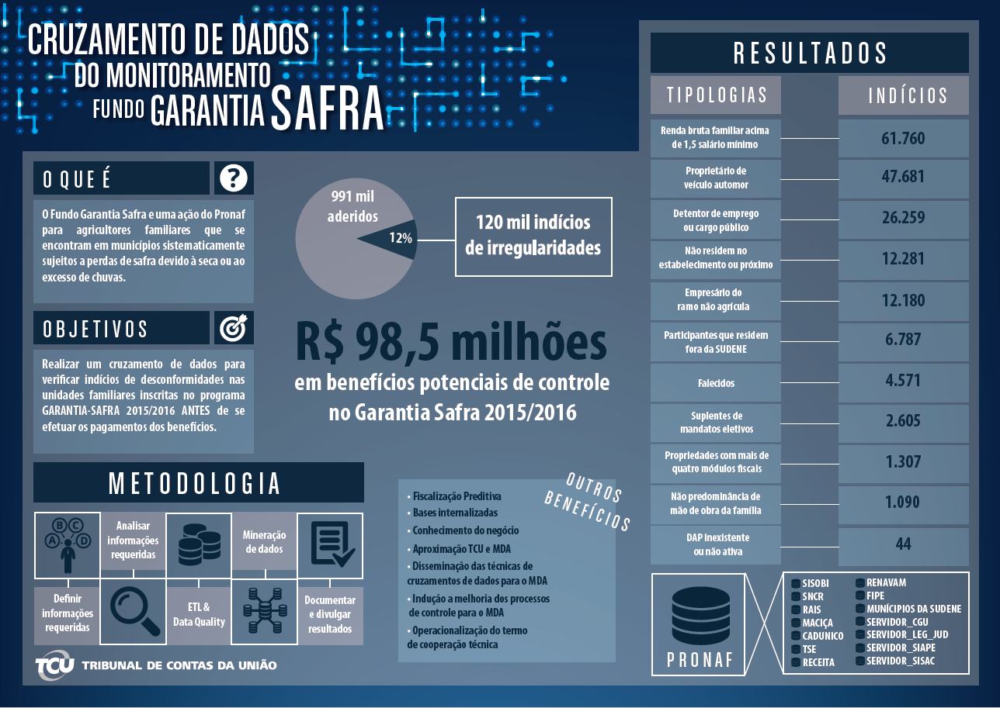 CRUZAMENTO DE DADOS
DO MONITORAMENTO
FUNDO GARANTIA SAFRA
O QUE É
?
O Fundo Garantia Safra e uma ação do Pronaf
para agricultores familiares que se
encontram em municípios sistematicamente
sujeitos a perdas de safra devido à seca ou ao
excesso de chuvas.
OBJETIVOS
Realizar um cruzamento de dados para
verificar indícios de desconformidades nas
unidades familiares inscritas no programa
GARANTIA-SAFRA 2015/2016 ANTES de se
efetuar os pagamentos dos benefícios.
991 mil
aderidos
12%
120 mil indícios
de irregularidades
R$ 98,5 milhões
em benefícios potenciais de controle
no Garantia Safra 2015/2016
METODOLOGIA
A B C D
Definir
informações
requeridas
Analisar
informações
requeridas
ETL &
Data Quality
Mineração
de dados
Documentar
e divulgar
resultados
TCU TRIBUNAL DE CONTAS DA UNIÃO
OUTROS
BENEFÍCIOS
• Fiscalização Preditiva
• Bases internalizadas
• Conhecimento do negócio
• Aproximação TCU e MDA
• Disseminação das técnicas de
cruzamentos de dados para o MDA
• Indução a melhoria dos processos
de controle para o MDA
• Operacionalização do termo
de cooperação técnica
RESULTADOS
TIPOLOGIAS INDÍCIOS
Renda bruta familiar acima
de 1,5 salário mínimo
61.760
Proprietário de
veículo automor
47.681
Detentor de emprego
ou cargo público
26.259
Não residem no
estabelecimento ou próximo
12.281
Empresário do
ramo não agrícula
12.180
Participantes que residem
fora da SUDENE
6.787
Falecidos
4.571
Suplentes de
mandatos eletivos
2.605
Propriedades com mais de
quatro módulos fiscais
1.307
Não predominância de
mão de obra da família
1.090
DAP inexistente
ou não ativa
44
PRONAF
SISOBI
SNCR
RAIS
MACIÇA
CADUNICO
TSE
RECEITA
RENAVAM
FIPE
MUNÍCIPIOS DA SUDENE
SERVIDOR_CGU
SERVIDOR_LEG_JUD
SERVIDOR_SIAPE
SERVIDOR_SISAC